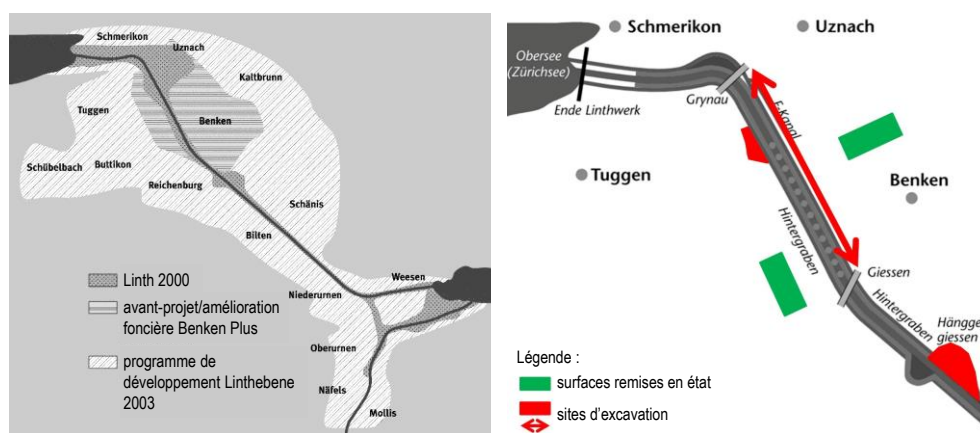 Schmerikon
Uznach
Kaltbrunn
Tuggen
Benken
Schübelbach
Buttikon
Reichenburg
Schänis
Bilten
Weesen
Niederurnen
Oberurnen
Näfels
Mollis
Linth 2000
avant-projet/amélioration
foncière Benken Plus
programme de
développement Linthebene
2003
Schmerikon
Uznach
Obersee
(Zürichsee)
Ende Linthwerk
Grynau
E-Kanal
Tuggen
Benken
Hintergraben
Giessen
Hintergraben
Hängge
giessen
Légende :
surfaces remises en état
sites d'excavation